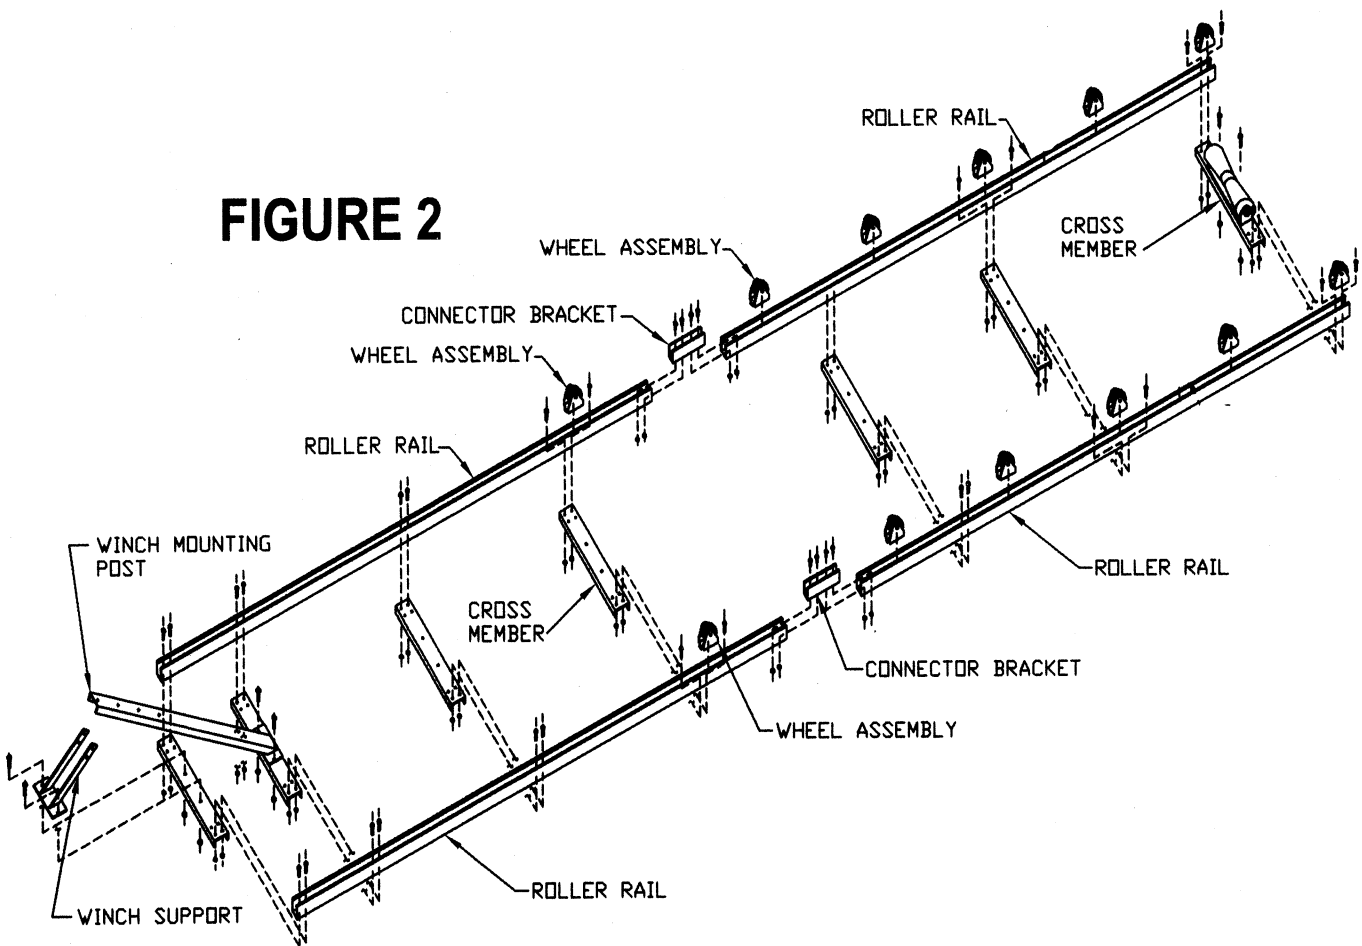 ROLLER RAIL
FIGURE 2
CROSS
MEMBER
WHEEL ASSEMBLY
CONNECTOR BRACKET
WHEEL ASSEMBLY
ROLLER RAIL
WINCH MOUNTING
POST
ROLLER RAIL
CROSS
MEMBER
CONNECTOR BRACKET
WHEEL ASSEMBLY
ROLLER RAIL
WINCH SUPPORT